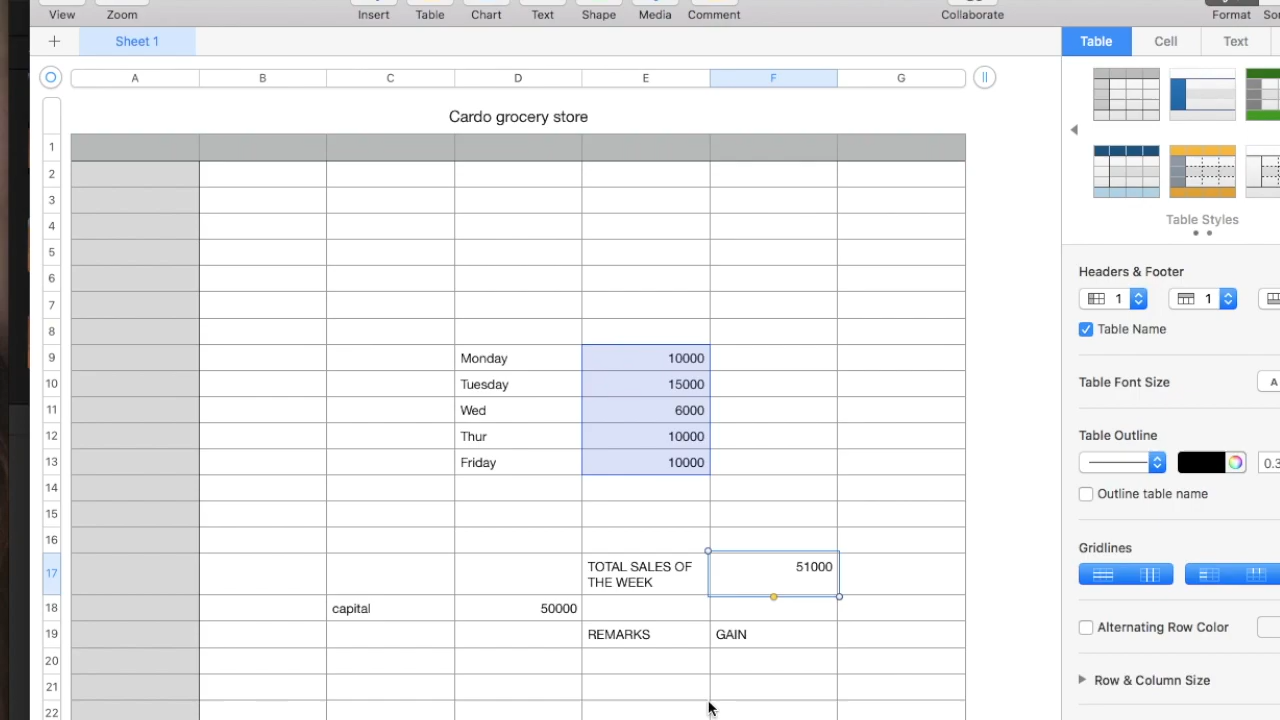 View Zoom Insert Table Chart Text Shape Media Comment Collaborate Format
Sheet 1 Table Cell Text
A B C D E F G
Cardo grocery store
1
2
3
4
5
6
7
8
9 Monday 10000
10 Tuesday 15000
11 Wed 6000
12 Thur 10000
13 Friday 10000
14
15
16
17 TOTAL SALES OF 51000
THE WEEK
18 capital 50000
19 REMARKS GAIN
20
21
22
Table Styles
Headers & Footer
1 1
Table Name
Table Font Size A
Table Outline
0.3
Outline table name
Gridlines
Alternating Row Color
Row & Column Size